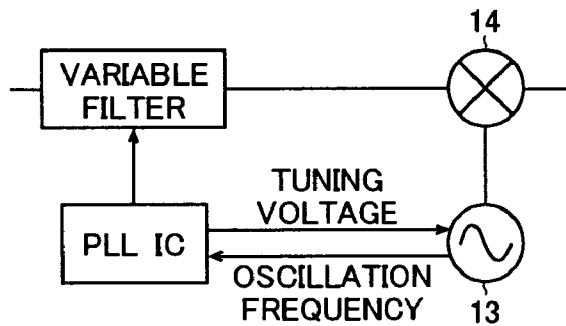 14
VARIABLE
FILTER
TUNING
VOLTAGE
PLL IC
OSCILLATION
FREQUENCY
13